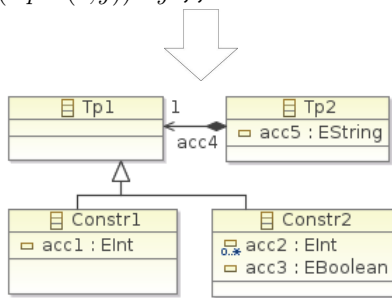 Tp1
1
acc4
Tp2
acc5 : EString
Constr1
acc1 : EInt
Constr2
0..*
acc2 : EInt
acc3 : EBoolean